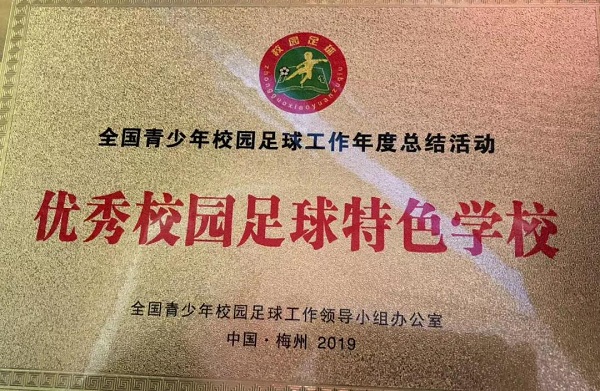 校园足球
zhongguoxiaoyuanzuqiu
全国青少年校园足球工作年度总结活动
优秀校园足球特色学校
全国青少年校园足球工作领导小组办公室
中国·梅州 2019